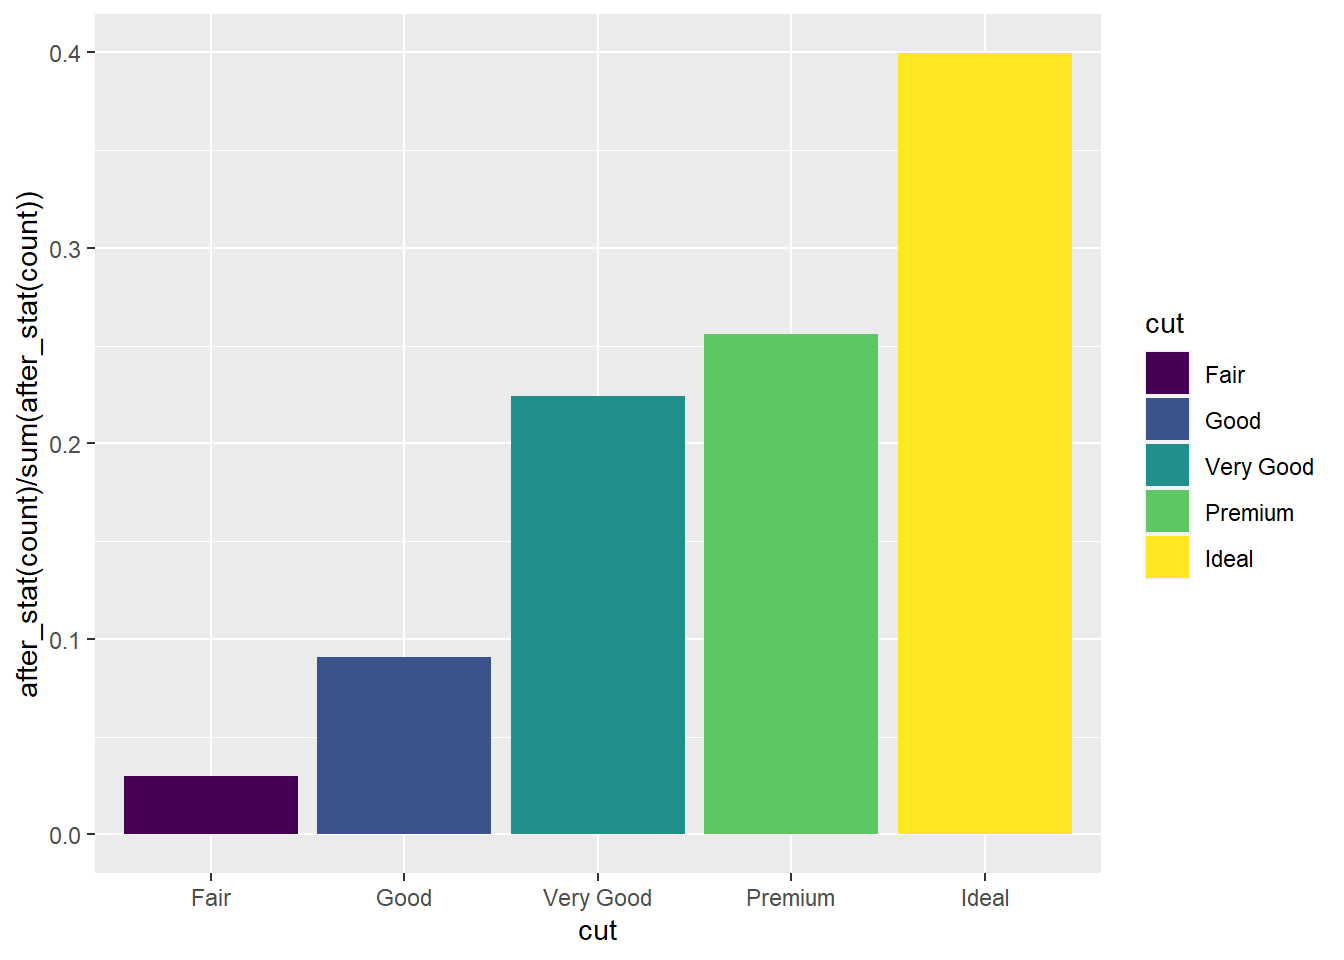 after_stat(count)/sum(after_stat(count))
0.4
0.3
0.2
0.1
0.0
Fair
Good
Very Good
Premium
Ideal
cut
cut
Fair
Good
Very Good
Premium
Ideal